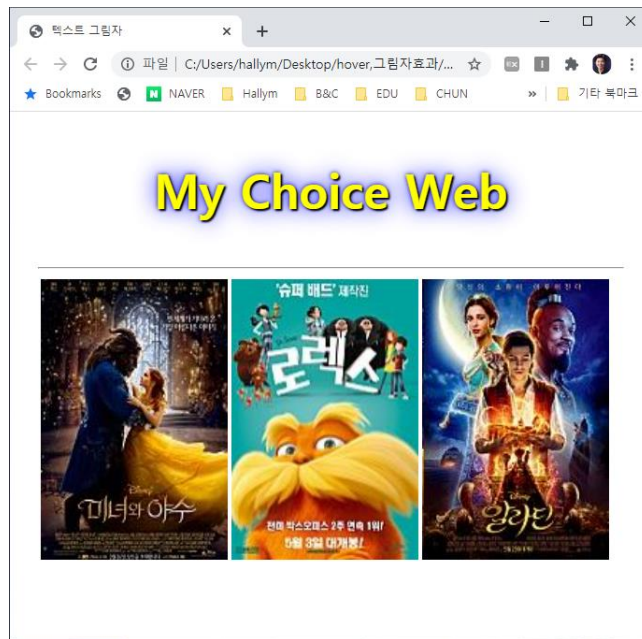 텍스트 그림자
파일 | C:/Users/hallym/Desktop/hover,그림자효과/...
Bookmarks NAVER Hallym B&C EDU CHUN » 기타 북마크
My Choice Web
'슈퍼 배드' 제작진
로렉스
Disney
미녀와 야수
전미 박스오피스 2주 연속 1위!
5월 3일 대개봉!
Disney
알라딘